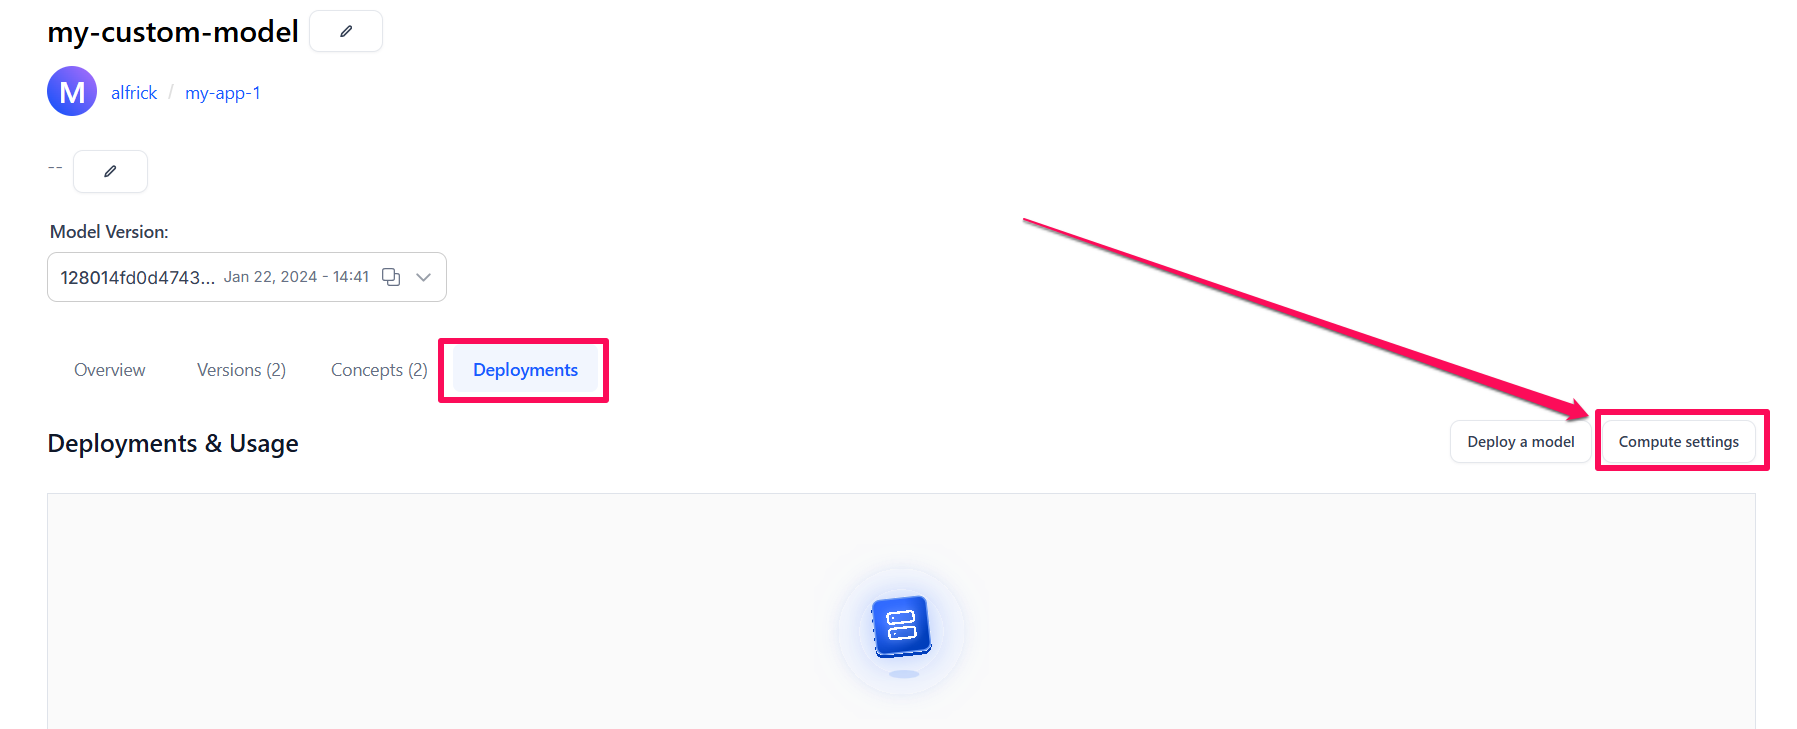 my-custom-model
M
alfrick / my-app-1
--
Model Version:
128014fd0d4743... Jan 22, 2024 - 14:41
Overview Versions (2) Concepts (2) Deployments
Deployments & Usage Deploy a model Compute settings